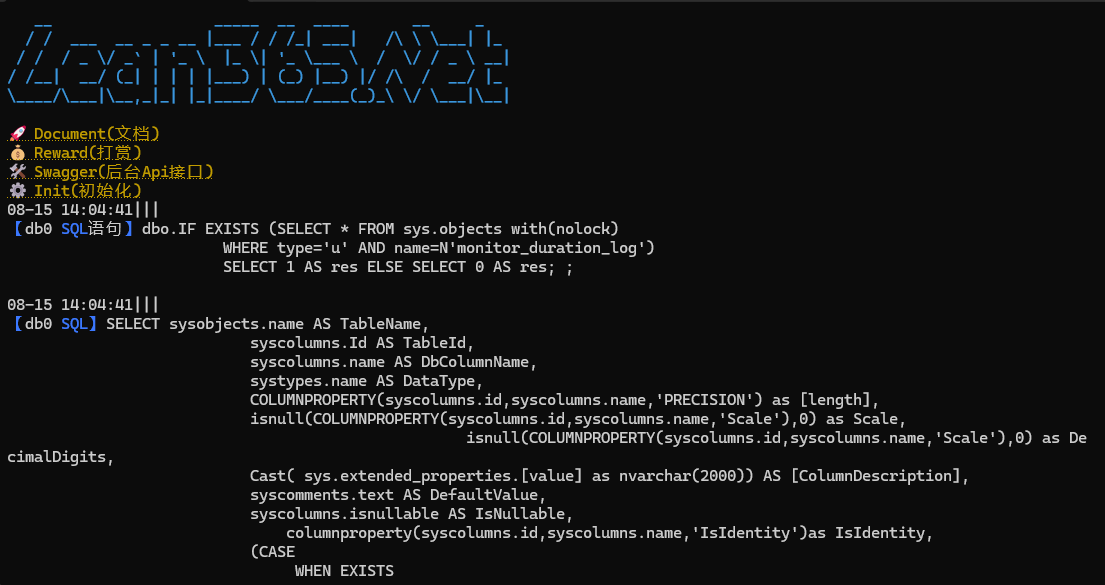 Lean365.Net
🚀 Document(文档)
💰 Reward(打赏)
🛠 Swagger(后台Api接口)
⚙ Init(初始化)
08-15 14:04:41|||
【db0 SQL语句】dbo.IF EXISTS (SELECT * FROM sys.objects with(nolock)
WHERE type='u' AND name=N'monitor_duration_log')
SELECT 1 AS res ELSE SELECT 0 AS res; ;
08-15 14:04:41|||
【db0 SQL】SELECT sysobjects.name AS TableName,
syscolumns.Id AS TableId,
syscolumns.name AS DbColumnName,
systypes.name AS DataType,
COLUMNPROPERTY(syscolumns.id,syscolumns.name,'PRECISION') as [length],
isnull(COLUMNPROPERTY(syscolumns.id,syscolumns.name,'Scale'),0) as Scale,
isnull(COLUMNPROPERTY(syscolumns.id,syscolumns.name,'Scale'),0) as De
cimalDigits,
Cast( sys.extended_properties.[value] as nvarchar(2000)) AS [ColumnDescription],
syscomments.text AS DefaultValue,
syscolumns.isnullable AS IsNullable,
columnproperty(syscolumns.id,syscolumns.name,'IsIdentity')as IsIdentity,
(CASE
WHEN EXISTS